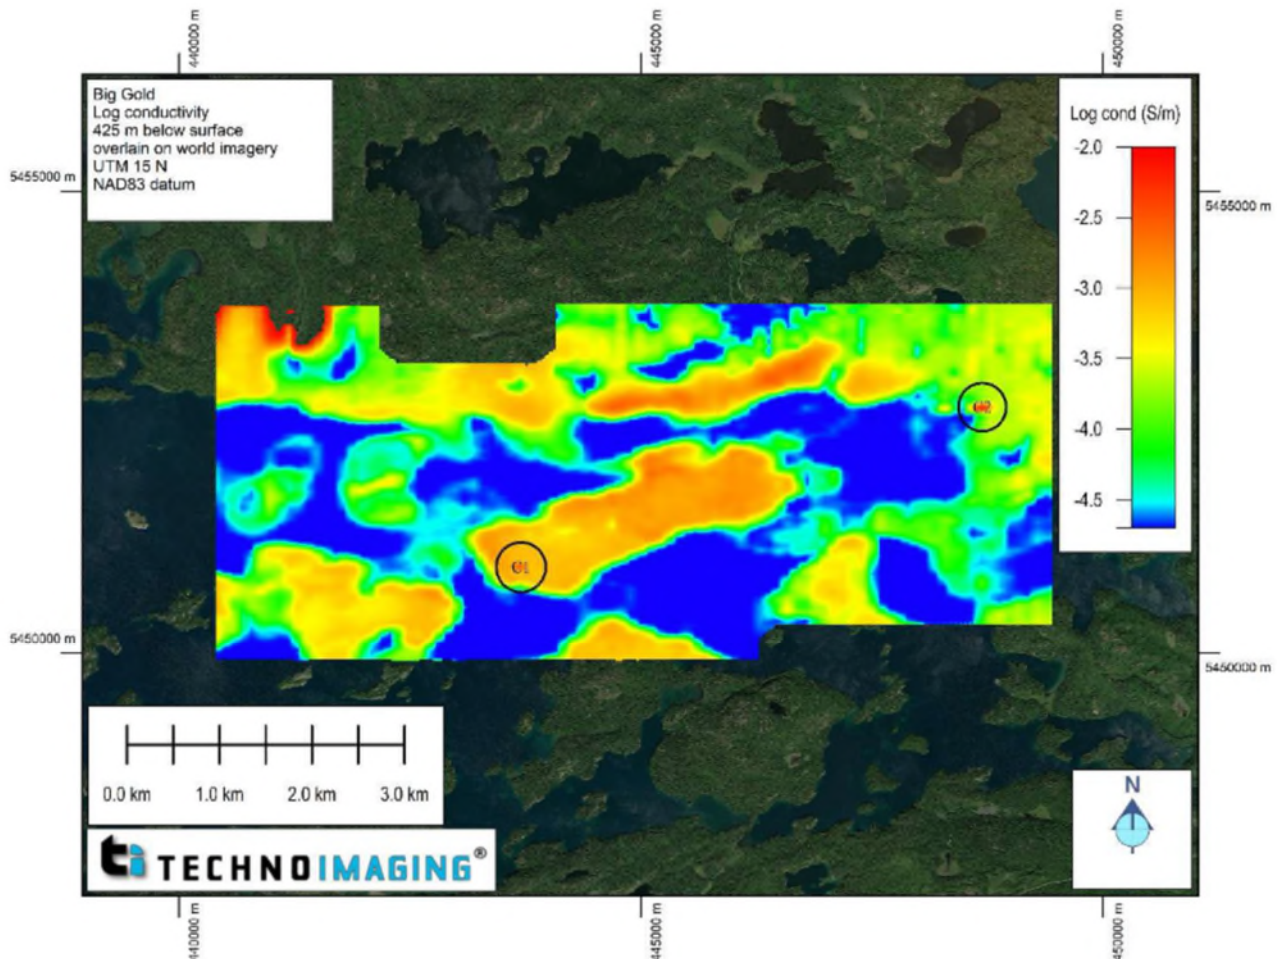 440000 m
445000 m
450000 m
Big Gold
Log conductivity
425 m below surface
overlain on world imagery
UTM 15 N
NAD83 datum
Log cond (S/m)
-2.0
-2.5
-3.0
-3.5
-4.0
-4.5
5455000 m
5455000 m
5450000 m
5450000 m
0.0 km 1.0 km 2.0 km 3.0 km
N
ti TECHNOIMAGING®
440000 m
445000 m
450000 m